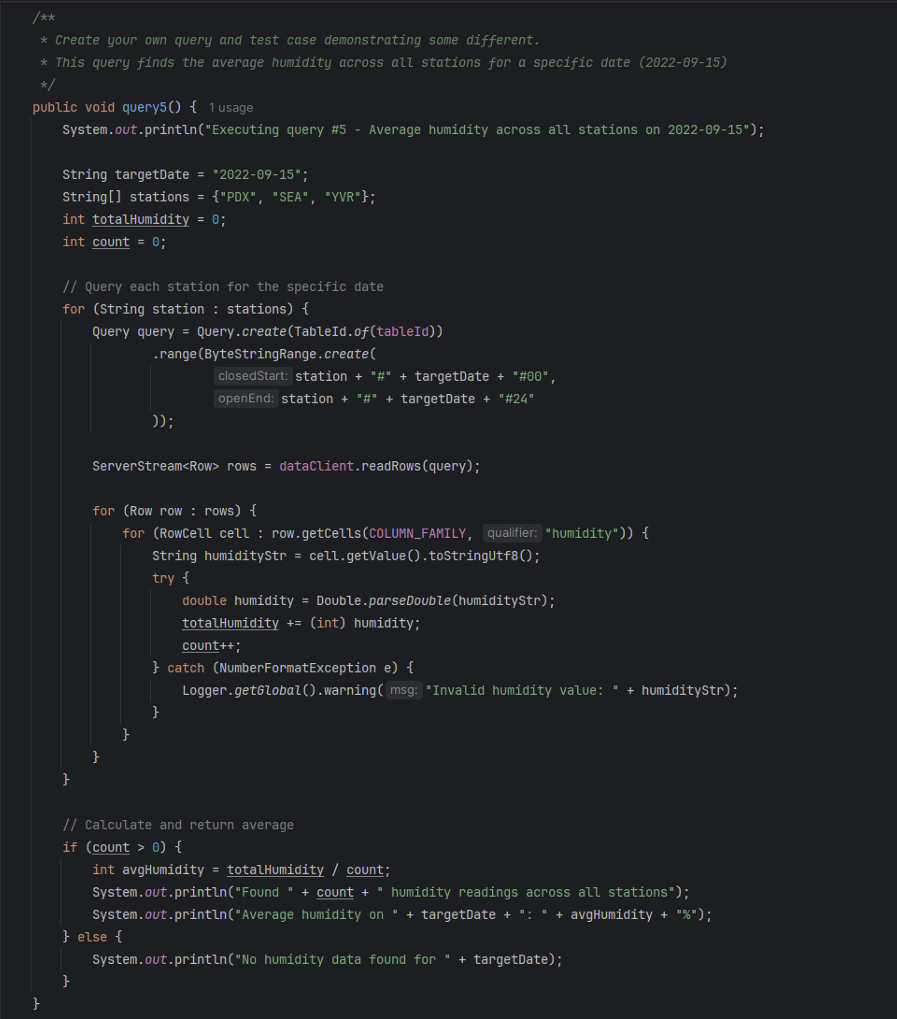 /**
 * Create your own query and test case demonstrating some different.
 * This query finds the average humidity across all stations for a specific date (2022-09-15)
 */
public void query5() { 1 usage
    System.out.println("Executing query #5 - Average humidity across all stations on 2022-09-15");

    String targetDate = "2022-09-15";
    String[] stations = {"PDX", "SEA", "YVR"};
    int totalHumidity = 0;
    int count = 0;

    // Query each station for the specific date
    for (String station : stations) {
        Query query = Query.create(TableId.of(tableId))
                .range(ByteStringRange.create(
                        closedStart: station + "#" + targetDate + "#00",
                        openEnd: station + "#" + targetDate + "#24"
                ));

        ServerStream<Row> rows = dataClient.readRows(query);

        for (Row row : rows) {
            for (RowCell cell : row.getCells(COLUMN_FAMILY, qualifier: "humidity")) {
                String humidityStr = cell.getValue().toStringUtf8();
                try {
                    double humidity = Double.parseDouble(humidityStr);
                    totalHumidity += (int) humidity;
                    count++;
                } catch (NumberFormatException e) {
                    Logger.getGlobal().warning( msg: "Invalid humidity value: " + humidityStr);
                }
            }
        }
    }

    // Calculate and return average
    if (count > 0) {
        int avgHumidity = totalHumidity / count;
        System.out.println("Found " + count + " humidity readings across all stations");
        System.out.println("Average humidity on " + targetDate + ": " + avgHumidity + "%");
    } else {
        System.out.println("No humidity data found for " + targetDate);
    }
}